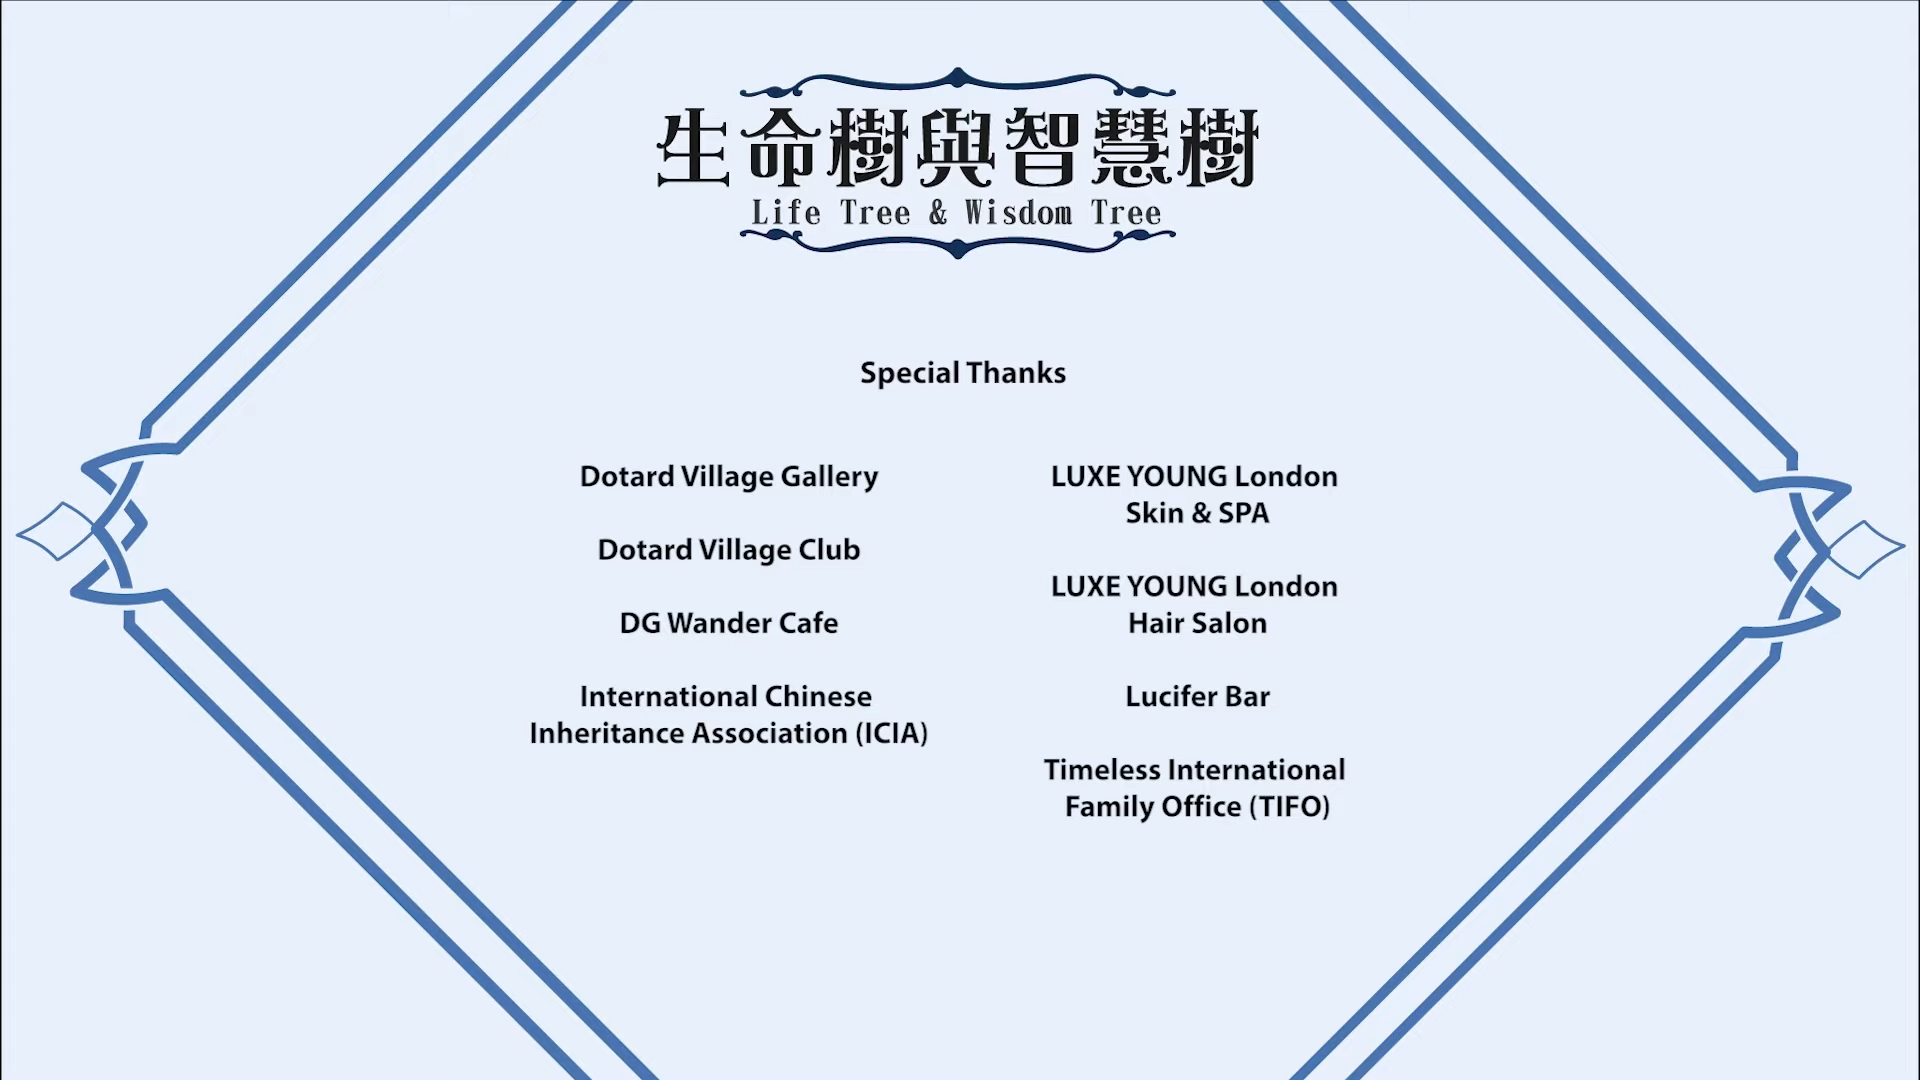 生命樹與智慧樹
Life Tree & Wisdom Tree
Special Thanks
Dotard Village Gallery
Dotard Village Club
DG Wander Cafe
International Chinese
Inheritance Association (ICIA)
LUXE YOUNG London
Skin & SPA
LUXE YOUNG London
Hair Salon
Lucifer Bar
Timeless International
Family Office (TIFO)